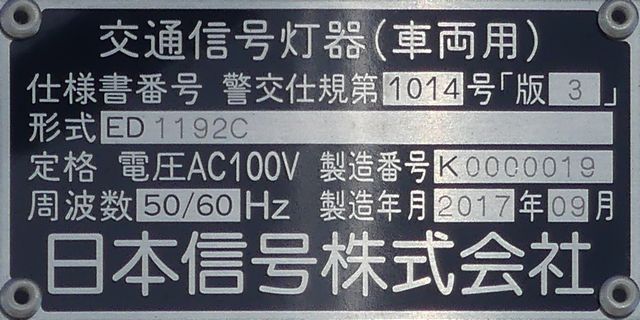 交通信号灯器(車両用)
仕様書番号 警交仕規第1014号「版3」
形式 ED1192C
定格 電圧AC100V 製造番号 K0000019
周波数 50/60 Hz 製造年月 2017年09月
日本信号株式会社